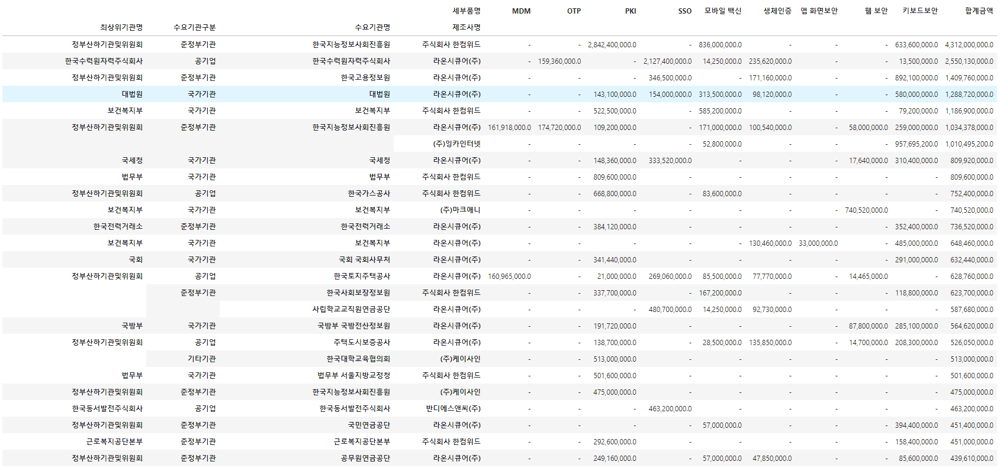 세부품명 MDM OTP PKI SSO 모바일 백신 생체인증 앱 화면보안 웹 보안 키보드보안 합계금액
최상위기관명 수요기관구분 수요기관명 제조사명
정부산하기관및위원회 준정부기관 한국지능정보사회진흥원 주식회사 한컴위드 - - 2,842,400,000.0 - 836,000,000.0 - - - 633,600,000.0 4,312,000,000.0
한국수력원자력주식회사 공기업 한국수력원자력주식회사 라온시큐어(주) - 159,360,000.0 - 2,127,400,000.0 14,250,000.0 235,620,000.0 - - 13,500,000.0 2,550,130,000.0
정부산하기관및위원회 준정부기관 한국고용정보원 라온시큐어(주) - - - 346,500,000.0 - 171,160,000.0 - - 892,100,000.0 1,409,760,000.0
대법원 국가기관 대법원 라온시큐어(주) - - 143,100,000.0 154,000,000.0 313,500,000.0 98,120,000.0 - - 580,000,000.0 1,288,720,000.0
보건복지부 국가기관 보건복지부 주식회사 한컴위드 - - 522,500,000.0 - 585,200,000.0 - - - 79,200,000.0 1,186,900,000.0
정부산하기관및위원회 준정부기관 한국지능정보사회진흥원 라온시큐어(주) 161,918,000.0 174,720,000.0 109,200,000.0 - 171,000,000.0 100,540,000.0 - 58,000,000.0 259,000,000.0 1,034,378,000.0
(주)잉카인터넷 - - - - 52,800,000.0 - - - 957,695,200.0 1,010,495,200.0
국세청 국가기관 국세청 라온시큐어(주) - - 148,360,000.0 333,520,000.0 - - - 17,640,000.0 310,400,000.0 809,920,000.0
법무부 국가기관 법무부 주식회사 한컴위드 - - 809,600,000.0 - - - - - - 809,600,000.0
정부산하기관및위원회 공기업 한국가스공사 주식회사 한컴위드 - - 668,800,000.0 - 83,600,000.0 - - - - 752,400,000.0
보건복지부 국가기관 보건복지부 (주)마크애니 - - - - - - - 740,520,000.0 - 740,520,000.0
한국전력거래소 준정부기관 한국전력거래소 라온시큐어(주) - - 384,120,000.0 - - - - - 352,400,000.0 736,520,000.0
보건복지부 국가기관 보건복지부 라온시큐어(주) - - - - - 130,460,000.0 33,000,000.0 - 485,000,000.0 648,460,000.0
국회 국가기관 국회 국회사무처 라온시큐어(주) - - 341,440,000.0 - - - - - 291,000,000.0 632,440,000.0
정부산하기관및위원회 공기업 한국토지주택공사 라온시큐어(주) 160,965,000.0 - 21,000,000.0 269,060,000.0 85,500,000.0 77,770,000.0 - 14,465,000.0 - 628,760,000.0
준정부기관 한국사회보장정보원 주식회사 한컴위드 - - 337,700,000.0 - 167,200,000.0 - - - 118,800,000.0 623,700,000.0
사립학교교직원연금공단 라온시큐어(주) - - - 480,700,000.0 14,250,000.0 92,730,000.0 - - - 587,680,000.0
국방부 국가기관 국방부 국방전산정보원 라온시큐어(주) - - 191,720,000.0 - - - - 87,800,000.0 285,100,000.0 564,620,000.0
정부산하기관및위원회 공기업 주택도시보증공사 라온시큐어(주) - - 138,700,000.0 - 28,500,000.0 135,850,000.0 - 14,700,000.0 208,300,000.0 526,050,000.0
기타기관 한국대학교육협의회 (주)케이사인 - - 513,000,000.0 - - - - - - 513,000,000.0
법무부 국가기관 법무부 서울지방교정청 주식회사 한컴위드 - - 501,600,000.0 - - - - - - 501,600,000.0
정부산하기관및위원회 준정부기관 한국지능정보사회진흥원 (주)케이사인 - - 475,000,000.0 - - - - - - 475,000,000.0
한국동서발전주식회사 공기업 한국동서발전주식회사 반디에스앤씨(주) - - - 463,200,000.0 - - - - - 463,200,000.0
정부산하기관및위원회 준정부기관 국민연금공단 라온시큐어(주) - - - - 57,000,000.0 - - - 394,400,000.0 451,400,000.0
근로복지공단본부 준정부기관 근로복지공단본부 주식회사 한컴위드 - - 292,600,000.0 - - - - - 158,400,000.0 451,000,000.0
정부산하기관및위원회 준정부기관 공무원연금공단 라온시큐어(주) - - 249,160,000.0 - 57,000,000.0 47,850,000.0 - - 85,600,000.0 439,610,000.0